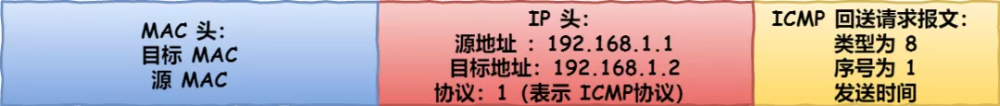 MAC 头:
目标 MAC
源 MAC
IP 头:
源地址 : 192.168.1.1
目标地址: 192.168.1.2
协议: 1 (表示 ICMP协议)
ICMP 回送请求报文:
类型为 8
序号为 1
发送时间